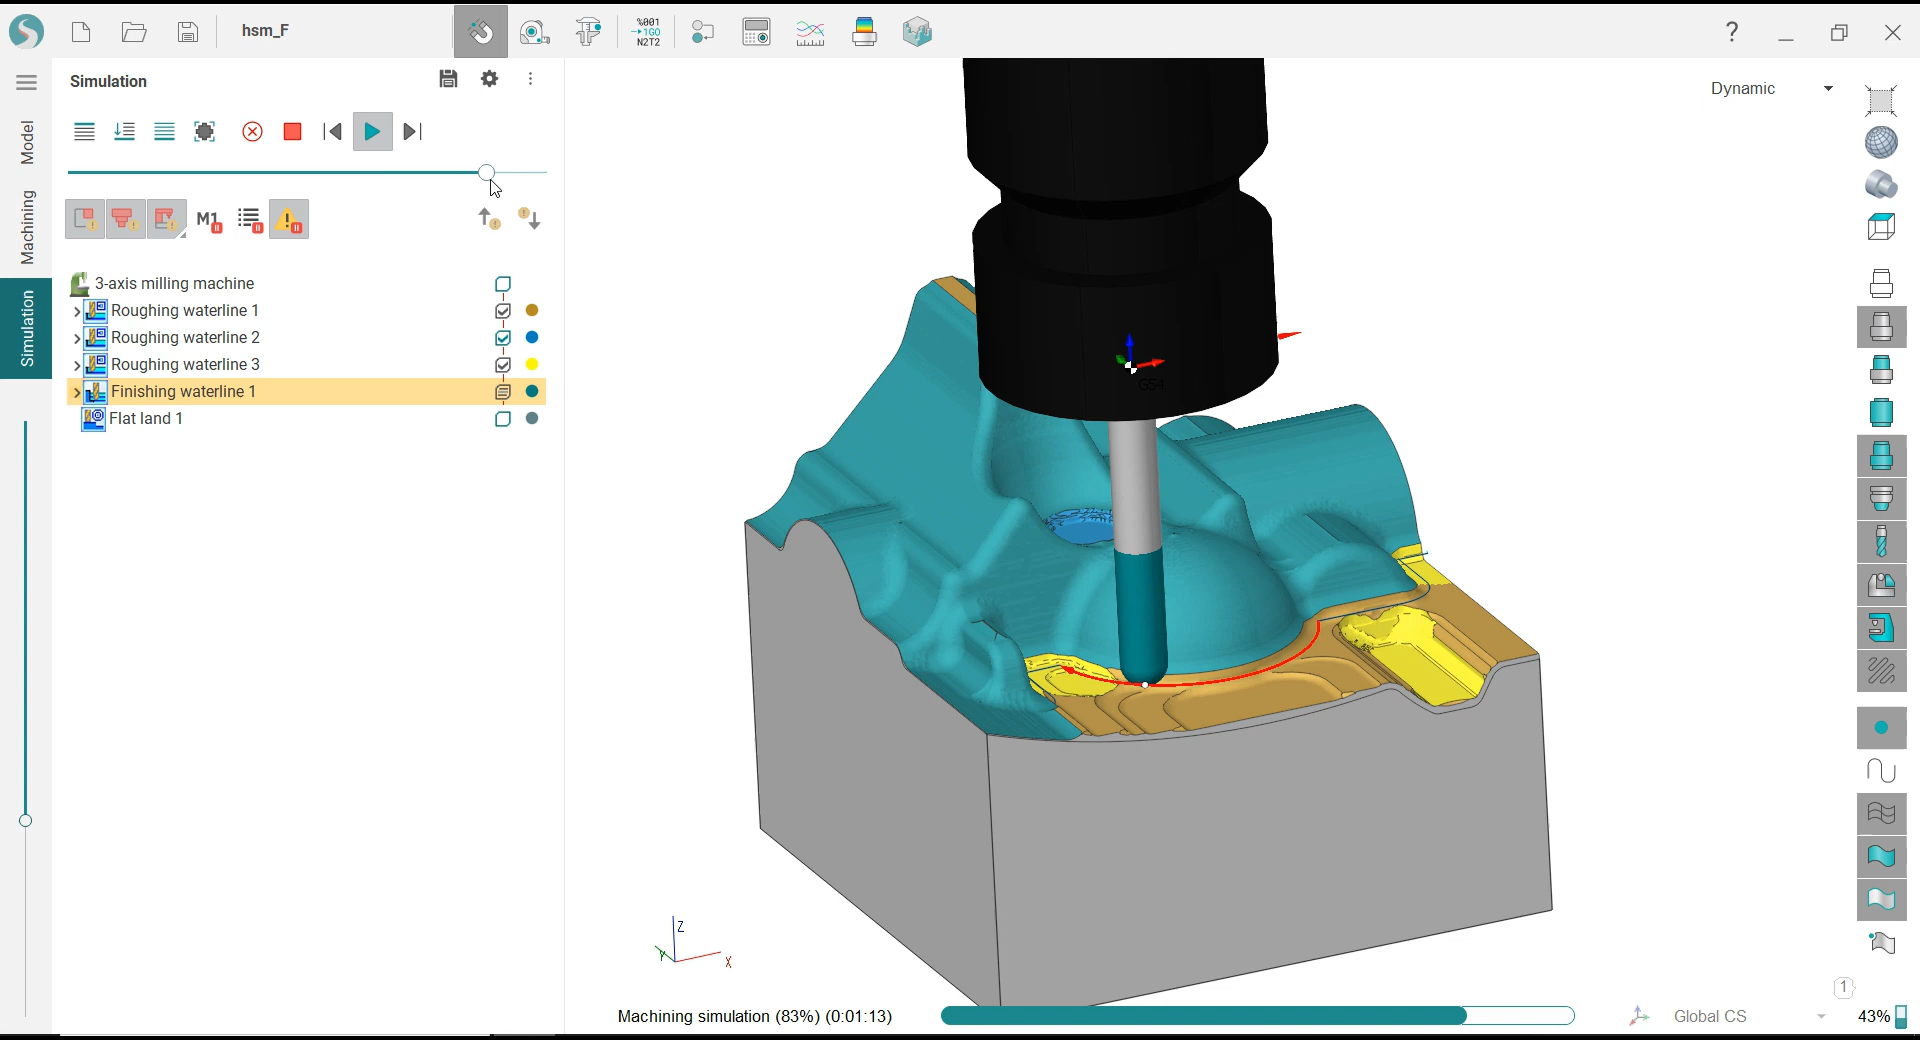 hsm_F
%001
1G0
N2T2
?
Simulation
Dynamic
Model
Machining
Simulation
M1
3-axis milling machine
Roughing waterline 1
Roughing waterline 2
Roughing waterline 3
Finishing waterline 1
Flat land 1
G54
Z
Y
X
1
Machining simulation (83%) (0:01:13)
Global CS
43%